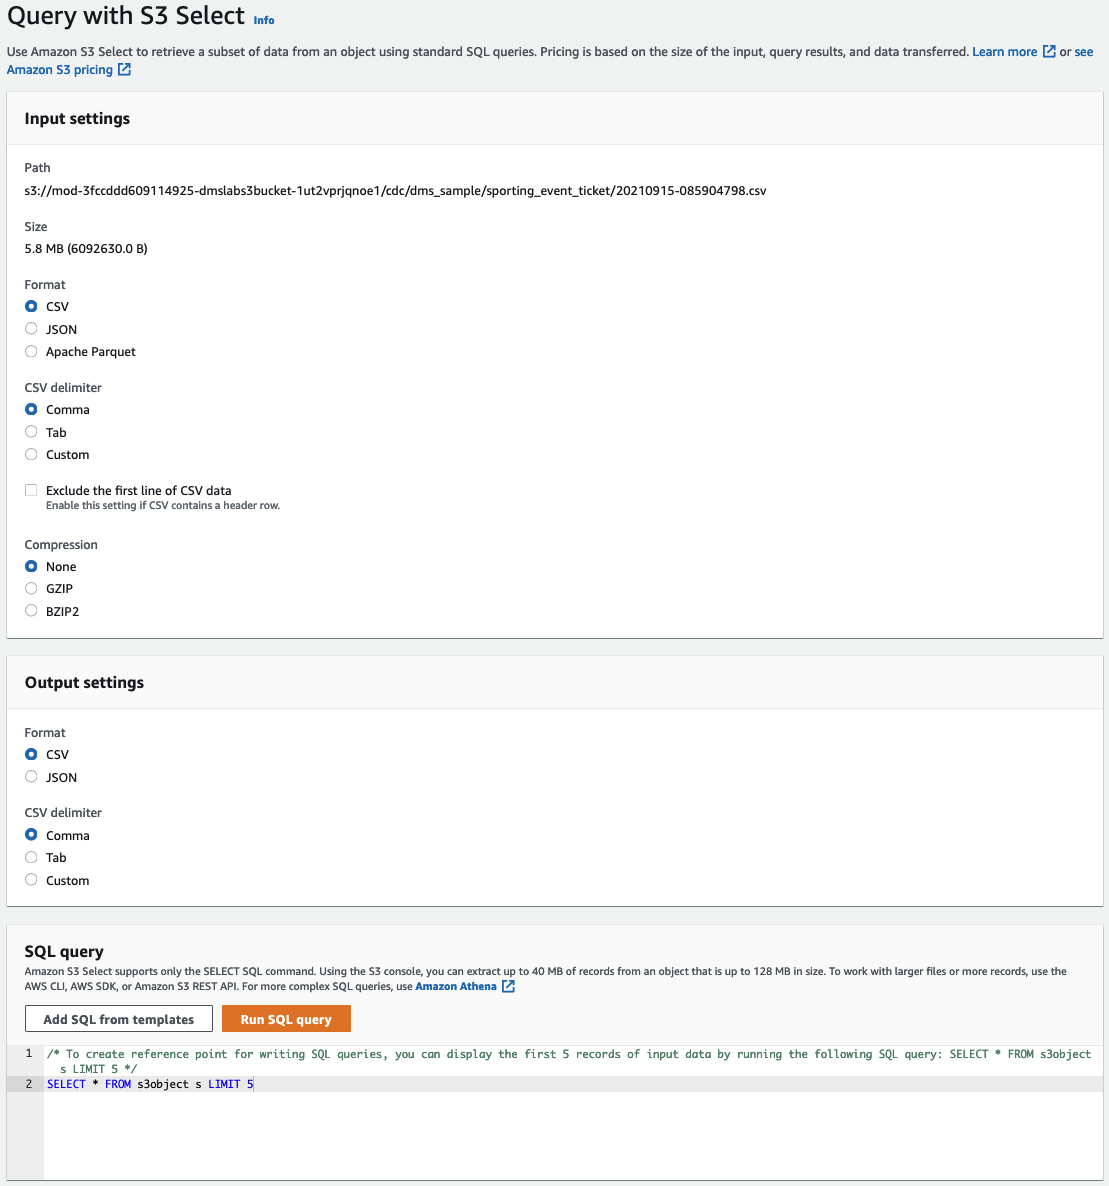 Query with S3 Select Info
Use Amazon S3 Select to retrieve a subset of data from an object using standard SQL queries. Pricing is based on the size of the input, query results, and data transferred. Learn more or see
Amazon S3 pricing
Input settings
Path
s3://mod-3fccddd609114925-dmslabs3bucket-1ut2vprjqnoe1/cdc/dms_sample/sporting_event_ticket/20210915-085904798.csv
Size
5.8 MB (6092630.0 B)
Format
CSV
JSON
Apache Parquet
CSV delimiter
Comma
Tab
Custom
Exclude the first line of CSV data
Enable this setting if CSV contains a header row.
Compression
None
GZIP
BZIP2
Output settings
Format
CSV
JSON
CSV delimiter
Comma
Tab
Custom
SQL query
Amazon S3 Select supports only the SELECT SQL command. Using the S3 console, you can extract up to 40 MB of records from an object that is up to 128 MB in size. To work with larger files or more records, use the
AWS CLI, AWS SDK, or Amazon S3 REST API. For more complex SQL queries, use Amazon Athena
Add SQL from templates Run SQL query
1 /* To create reference point for writing SQL queries, you can display the first 5 records of input data by running the following SQL query: SELECT * FROM s3object
s LIMIT 5 */
2 SELECT * FROM s3object s LIMIT 5